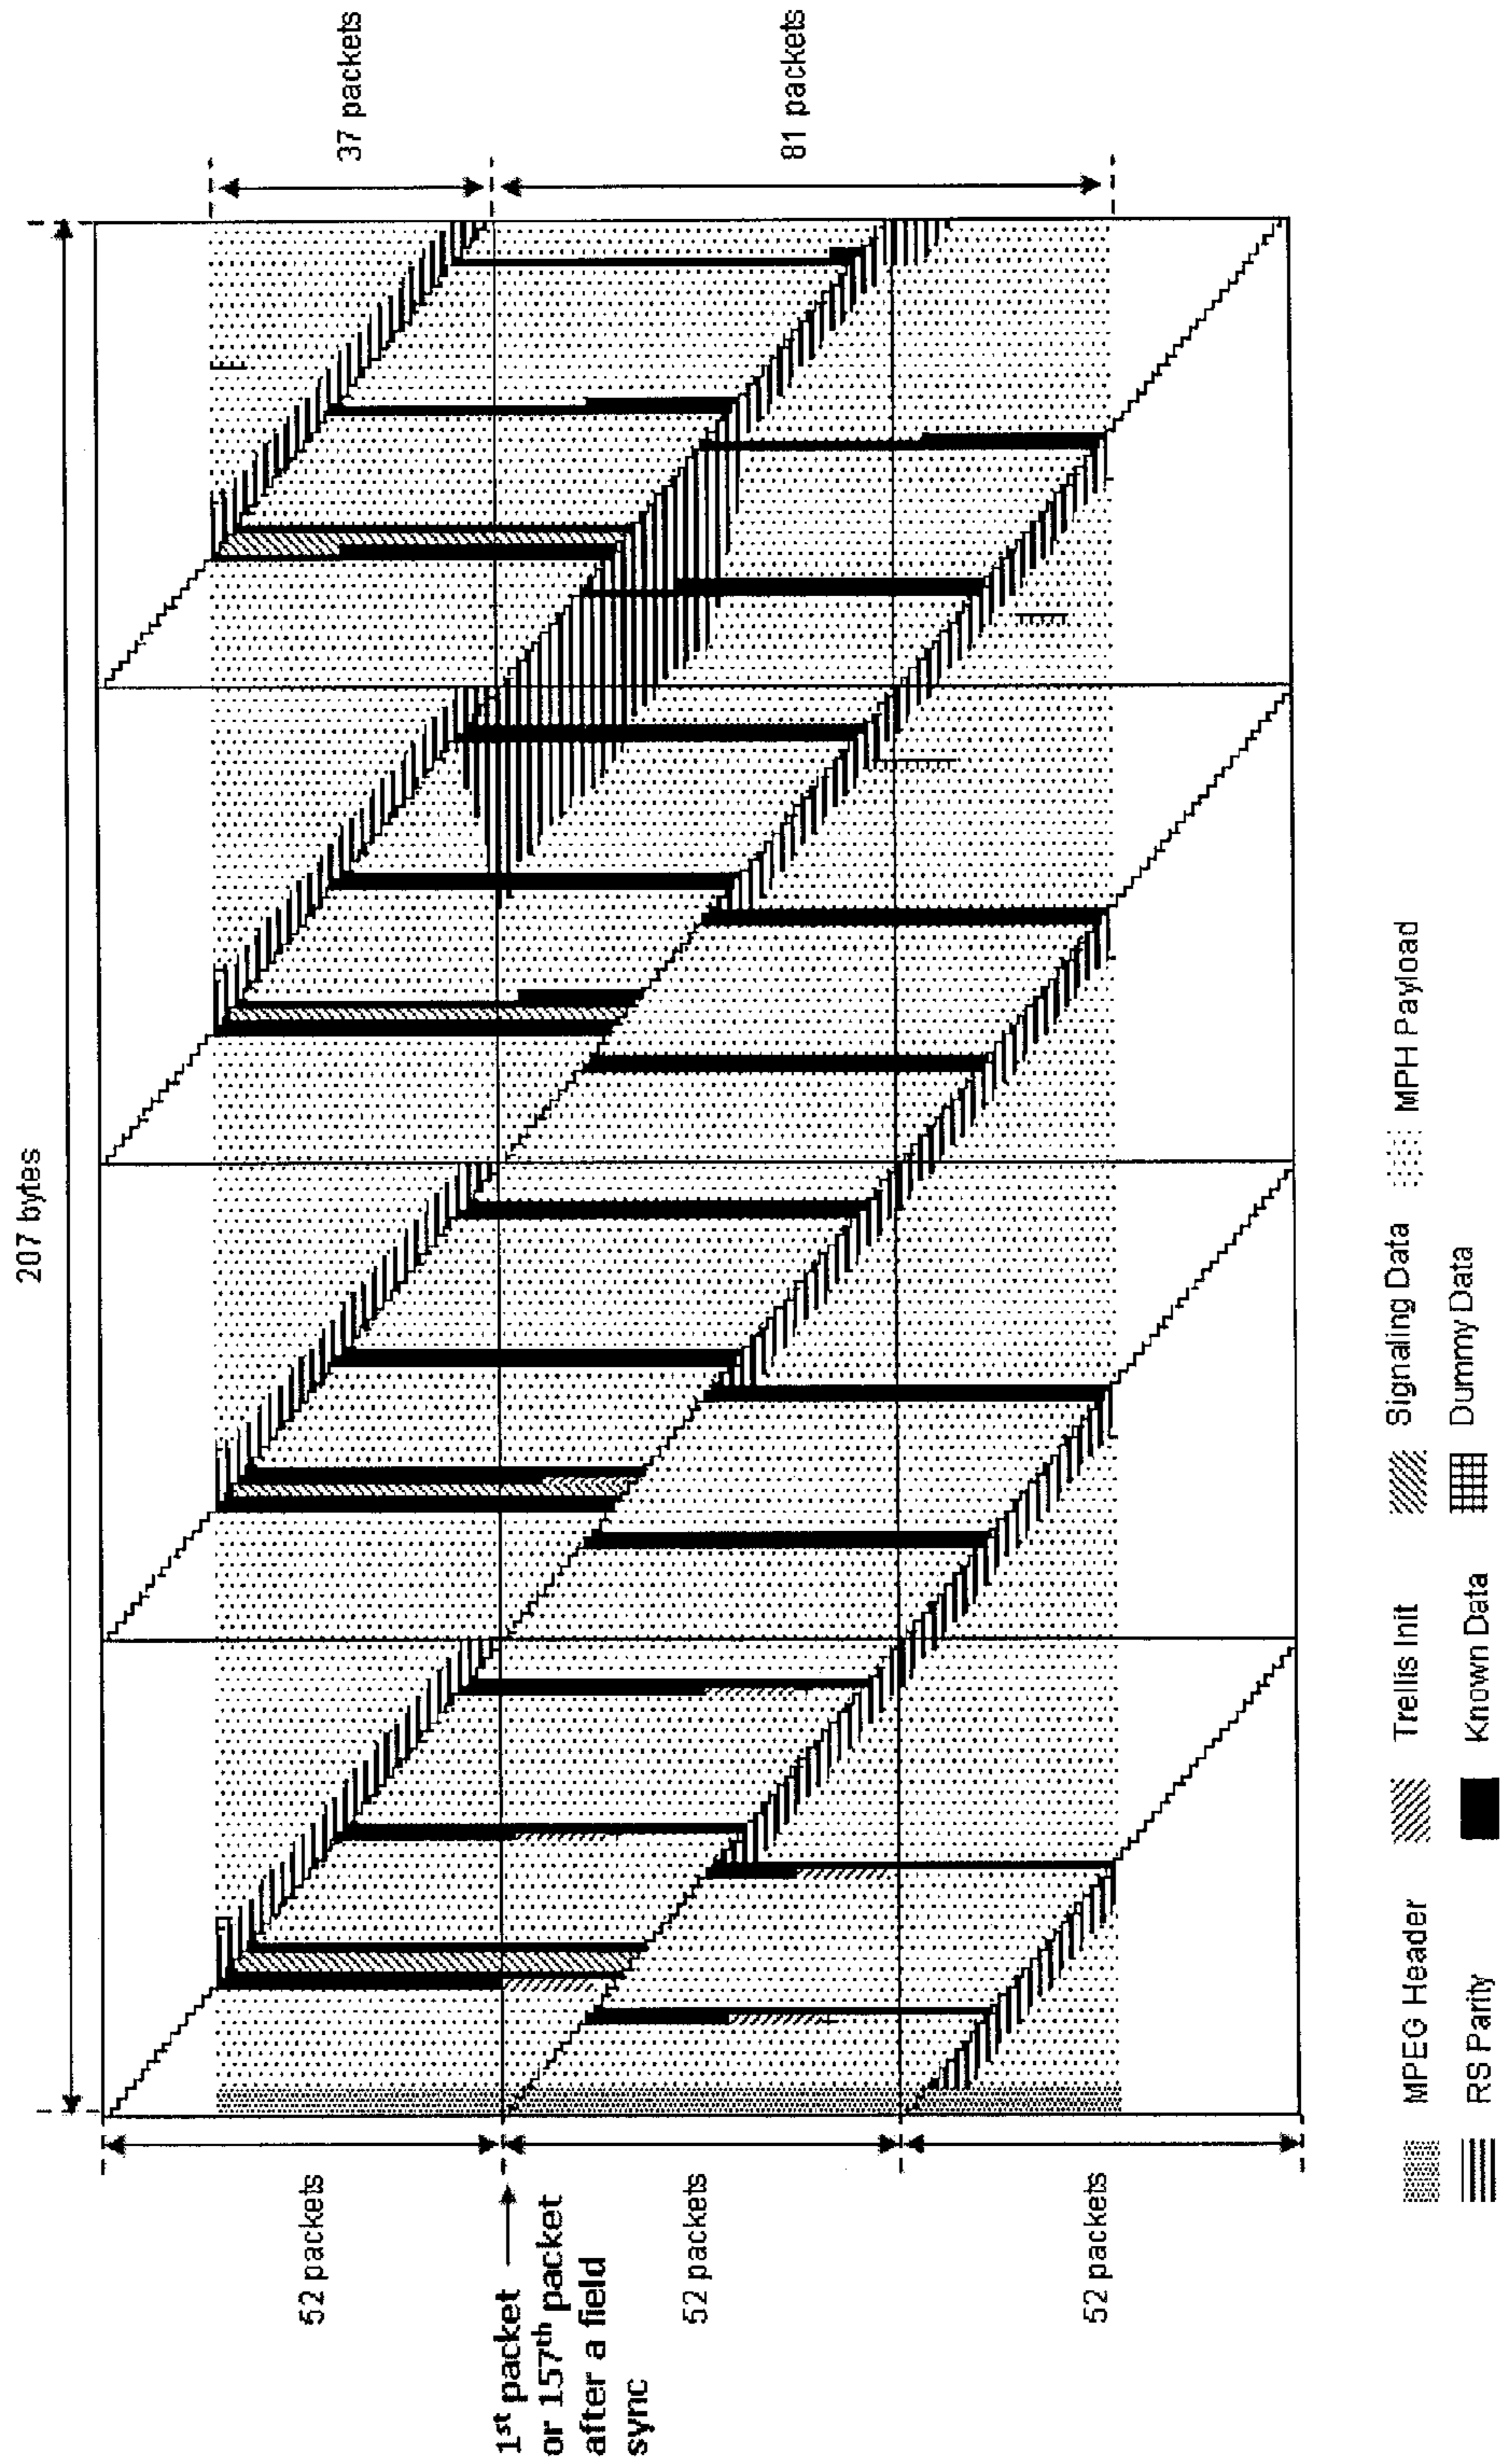 207 bytes
52 packets
1st packet
or 157th packet
after a field
sync
52 packets
52 packets
37 packets
81 packets
MPEG Header
Trellis Init
Signaling Data
MPH Payload
RS Parity
Known Data
Dummy Data